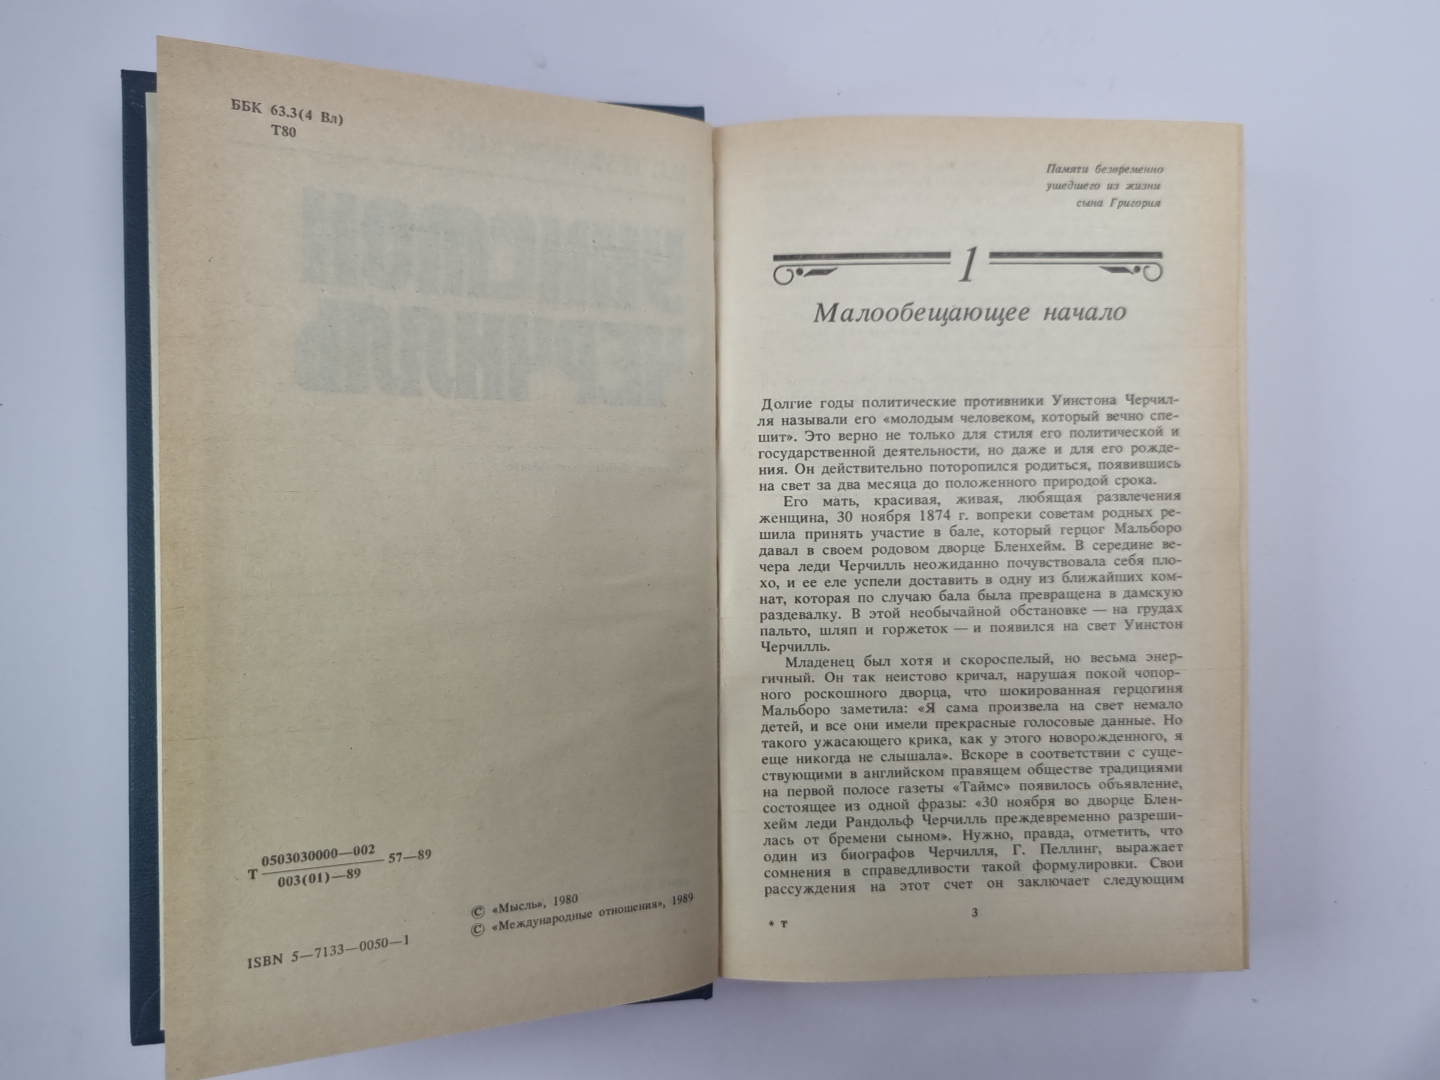 ББК 63.3(4 Вл)
Т80
Т 0503030000—002 57—89
003(01)—89
© «Мысль», 1980
© «Международные отношения», 1989
ISBN 5—7133—0050—1
Памяти безвременно
ушедшего из жизни
сына Григория
1
Малообещающее начало
Долгие годы политические противники Уинстона Черчил-
ля называли его «молодым человеком, который вечно спе-
шит». Это верно не только для стиля его политической и
государственной деятельности, но даже и для его рожде-
ния. Он действительно поторопился родиться, появившись
на свет за два месяца до положенного природой срока.
Его мать, красивая, живая, любящая развлечения
женщина, 30 ноября 1874 г. вопреки советам родных ре-
шила принять участие в бале, который герцог Мальборо
давал в своем родовом дворце Бленхейм. В середине ве-
чера леди Черчилль неожиданно почувствовала себя пло-
хо, и ее еле успели доставить в одну из ближайших ком-
нат, которая по случаю бала была превращена в дамскую
раздевалку. В этой необычайной обстановке — на грудах
пальто, шляп и горжеток — и появился на свет Уинстон
Черчилль.
Младенец был хотя и скороспелый, но весьма энер-
гичный. Он так неистово кричал, нарушая покой чопор-
ного роскошного дворца, что шокированная герцогиня
Мальборо заметила: «Я сама произвела на свет немало
детей, и все они имели прекрасные голосовые данные. Но
такого ужасающего крика, как у этого новорожденного, я
еще никогда не слышала». Вскоре в соответствии с суще-
ствующими в английском правящем обществе традициями
на первой полосе газеты «Таймс» появилось объявление,
состоящее из одной фразы: «30 ноября во дворце Блен-
хейм леди Рандольф Черчилль преждевременно разреши-
лась от бремени сыном». Нужно, правда, отметить, что
один из биографов Черчилля, Г. Пеллинг, выражает
сомнения в справедливости такой формулировки. Свои
рассуждения на этот счет он заключает следующим
* Т
3